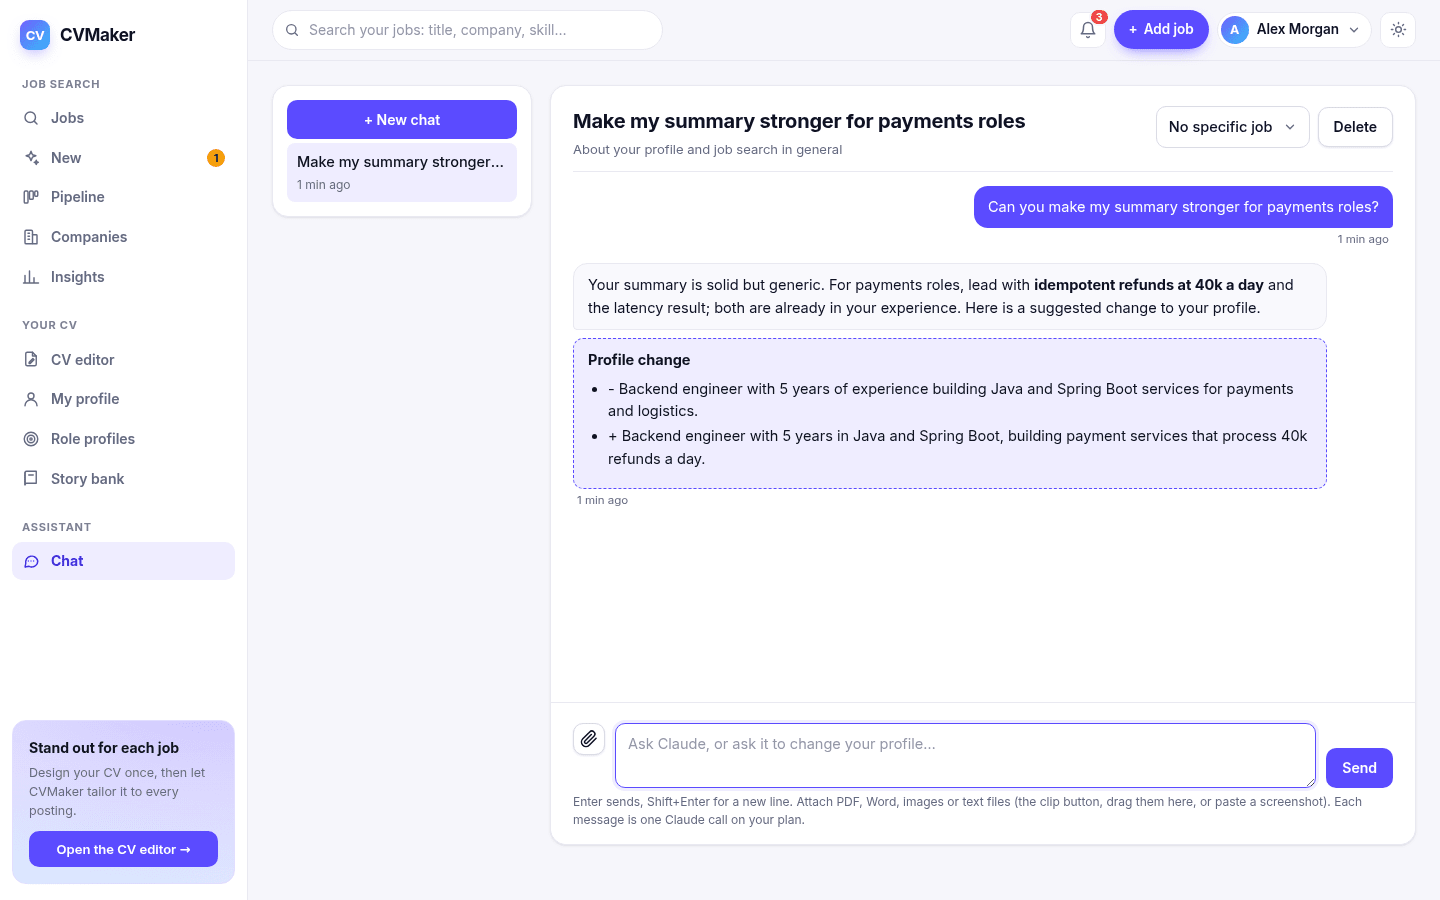 CV CVMaker
JOB SEARCH
Jobs
New 1
Pipeline
Companies
Insights
YOUR CV
CV editor
My profile
Role profiles
Story bank
ASSISTANT
Chat
Stand out for each job
Design your CV once, then let
CVMaker tailor it to every
posting.
Open the CV editor →
Search your jobs: title, company, skill...
3
+ Add job
A Alex Morgan
+ New chat
Make my summary stronger...
1 min ago
Make my summary stronger for payments roles
About your profile and job search in general
No specific job
Delete
Can you make my summary stronger for payments roles?
1 min ago
Your summary is solid but generic. For payments roles, lead with idempotent refunds at 40k a day and
the latency result; both are already in your experience. Here is a suggested change to your profile.
Profile change
• - Backend engineer with 5 years of experience building Java and Spring Boot services for payments
and logistics.
• + Backend engineer with 5 years in Java and Spring Boot, building payment services that process 40k
refunds a day.
1 min ago
Ask Claude, or ask it to change your profile...
Send
Enter sends, Shift+Enter for a new line. Attach PDF, Word, images or text files (the clip button, drag them here, or paste a screenshot). Each
message is one Claude call on your plan.